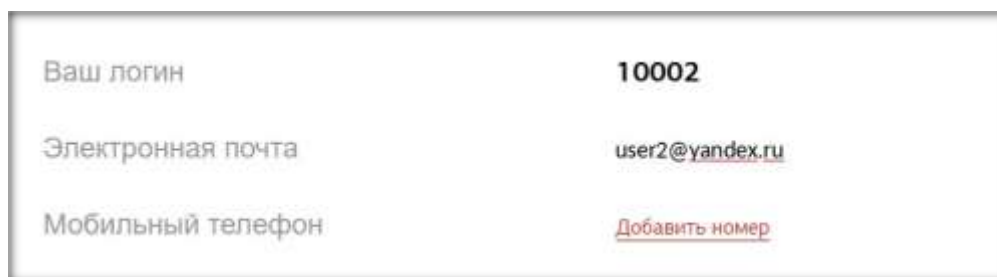 Ваш логин 10002
Электронная почта user2@yandex.ru
Мобильный телефон Добавить номер